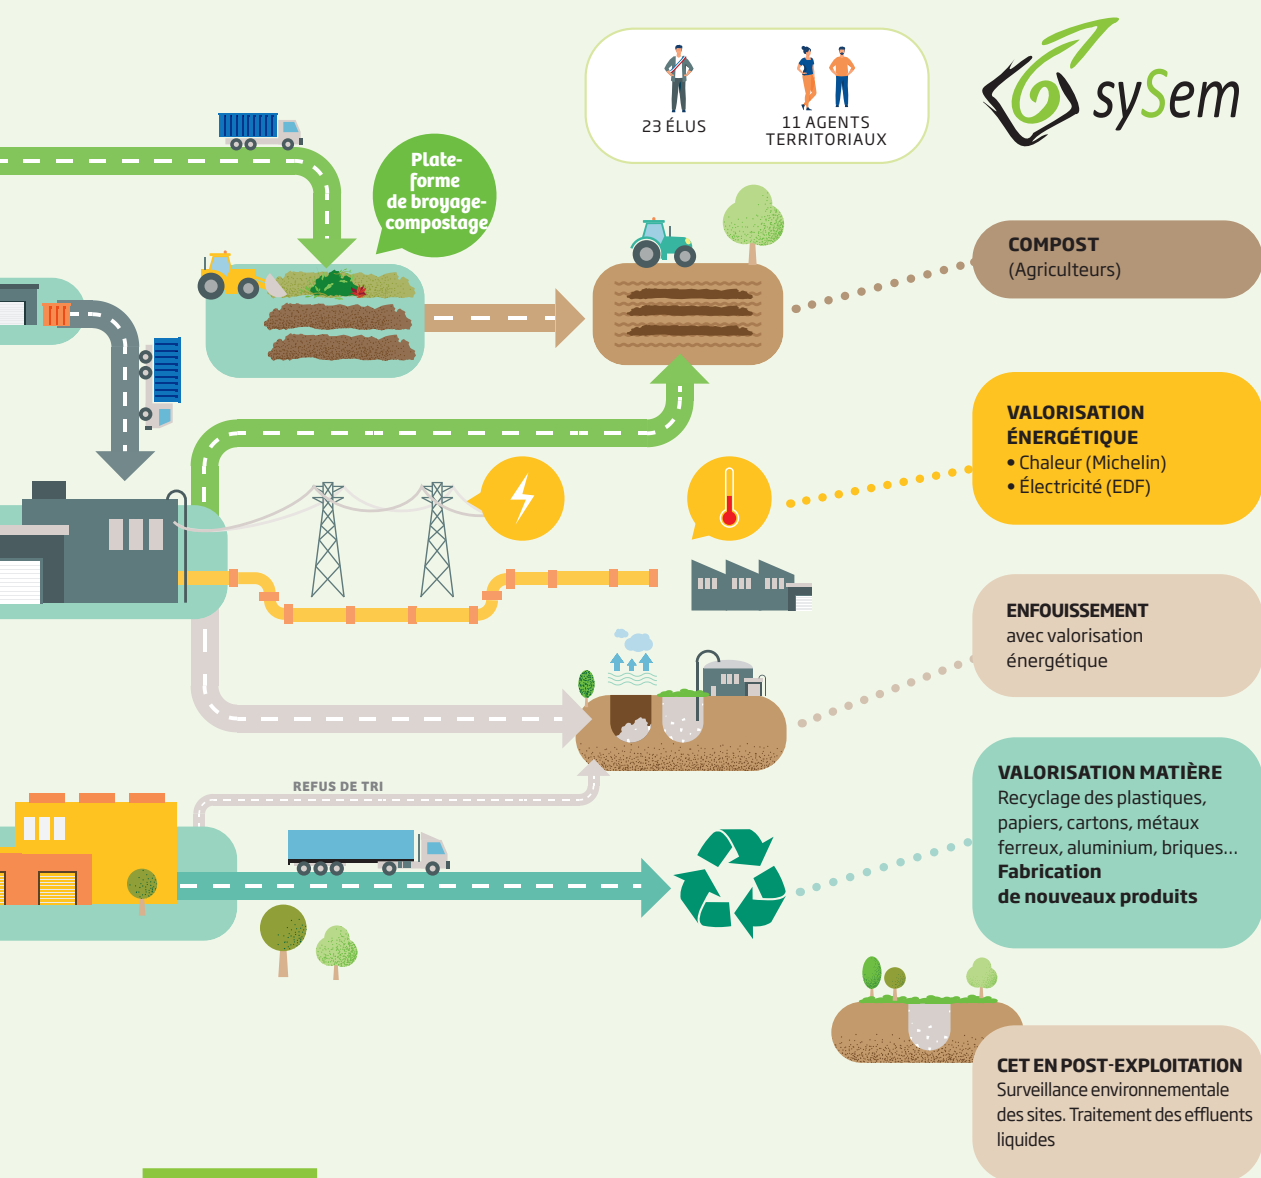 23 ÉLUS
11 AGENTS
TERRITORIAUX
sySem
Plate-
forme
de broyage-
compostage
COMPOST
(Agriculteurs)
VALORISATION
ÉNERGÉTIQUE
• Chaleur (Michelin)
• Électricité (EDF)
ENFOUISSEMENT
avec valorisation
énergétique
REFUS DE TRI
VALORISATION MATIÈRE
Recyclage des plastiques,
papiers, cartons, métaux
ferreux, aluminium, briques...
Fabrication
de nouveaux produits
CET EN POST-EXPLOITATION
Surveillance environnementale
des sites. Traitement des effluents
liquides